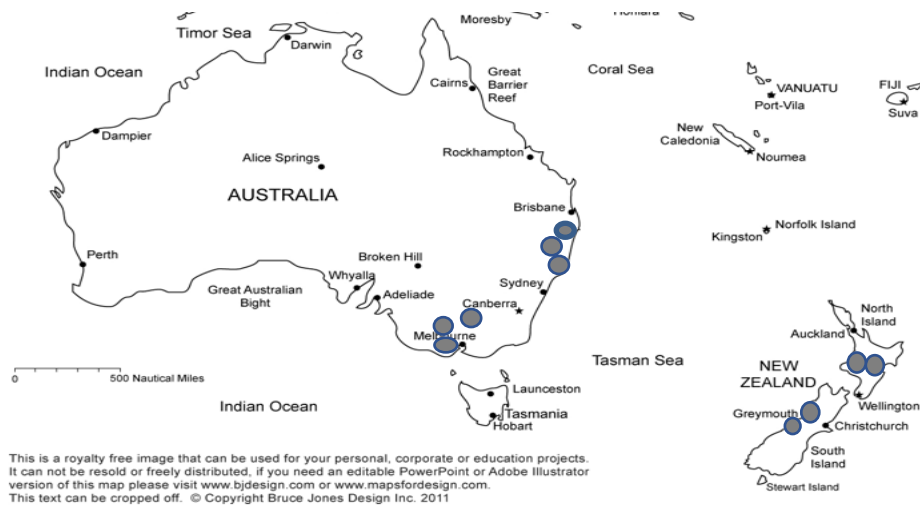 Moresby
Honiara
Timor Sea
Darwin
Indian Ocean
Great
Barrier
Reef
Cairns
Coral Sea
VANUATU
Port-Vila
FIJI
Suva
Dampier
New
Caledonia
Noumea
Alice Springs
Rockhampton
AUSTRALIA
Brisbane
Norfolk Island
Kingston
Perth
Broken Hill
Whyalla
Sydney
Great Australian
Bight
Adeliade
Canberra
North
Island
Auckland
Melbourne
Tasman Sea
NEW
ZEALAND
0
500 Nautical Miles
Launceston
Indian Ocean
Tasmania
Hobart
Wellington
Greymouth
Christchurch
South
Island
Stewart Island
This is a royalty free image that can be used for your personal, corporate or education projects.
It can not be resold or freely distributed, if you need an editable PowerPoint or Adobe Illustrator
version of this map please visit www.bjdesign.com or www.mapsfordesign.com.
This text can be cropped off. © Copyright Bruce Jones Design Inc. 2011